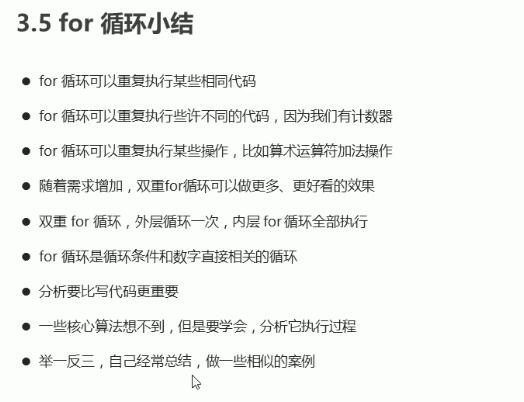 3.5 for 循环小结
● for 循环可以重复执行某些相同代码
● for 循环可以重复执行些许不同的代码，因为我们有计数器
● for 循环可以重复执行某些操作，比如算术运算符加法操作
● 随着需求增加，双重for循环可以做更多、更好看的效果
● 双重 for 循环，外层循环一次，内层 for 循环全部执行
● for 循环是循环条件和数字直接相关的循环
● 分析要比写代码更重要
● 一些核心算法想不到，但是要学会，分析它执行过程
● 举一反三，自己经常总结，做一些相似的案例